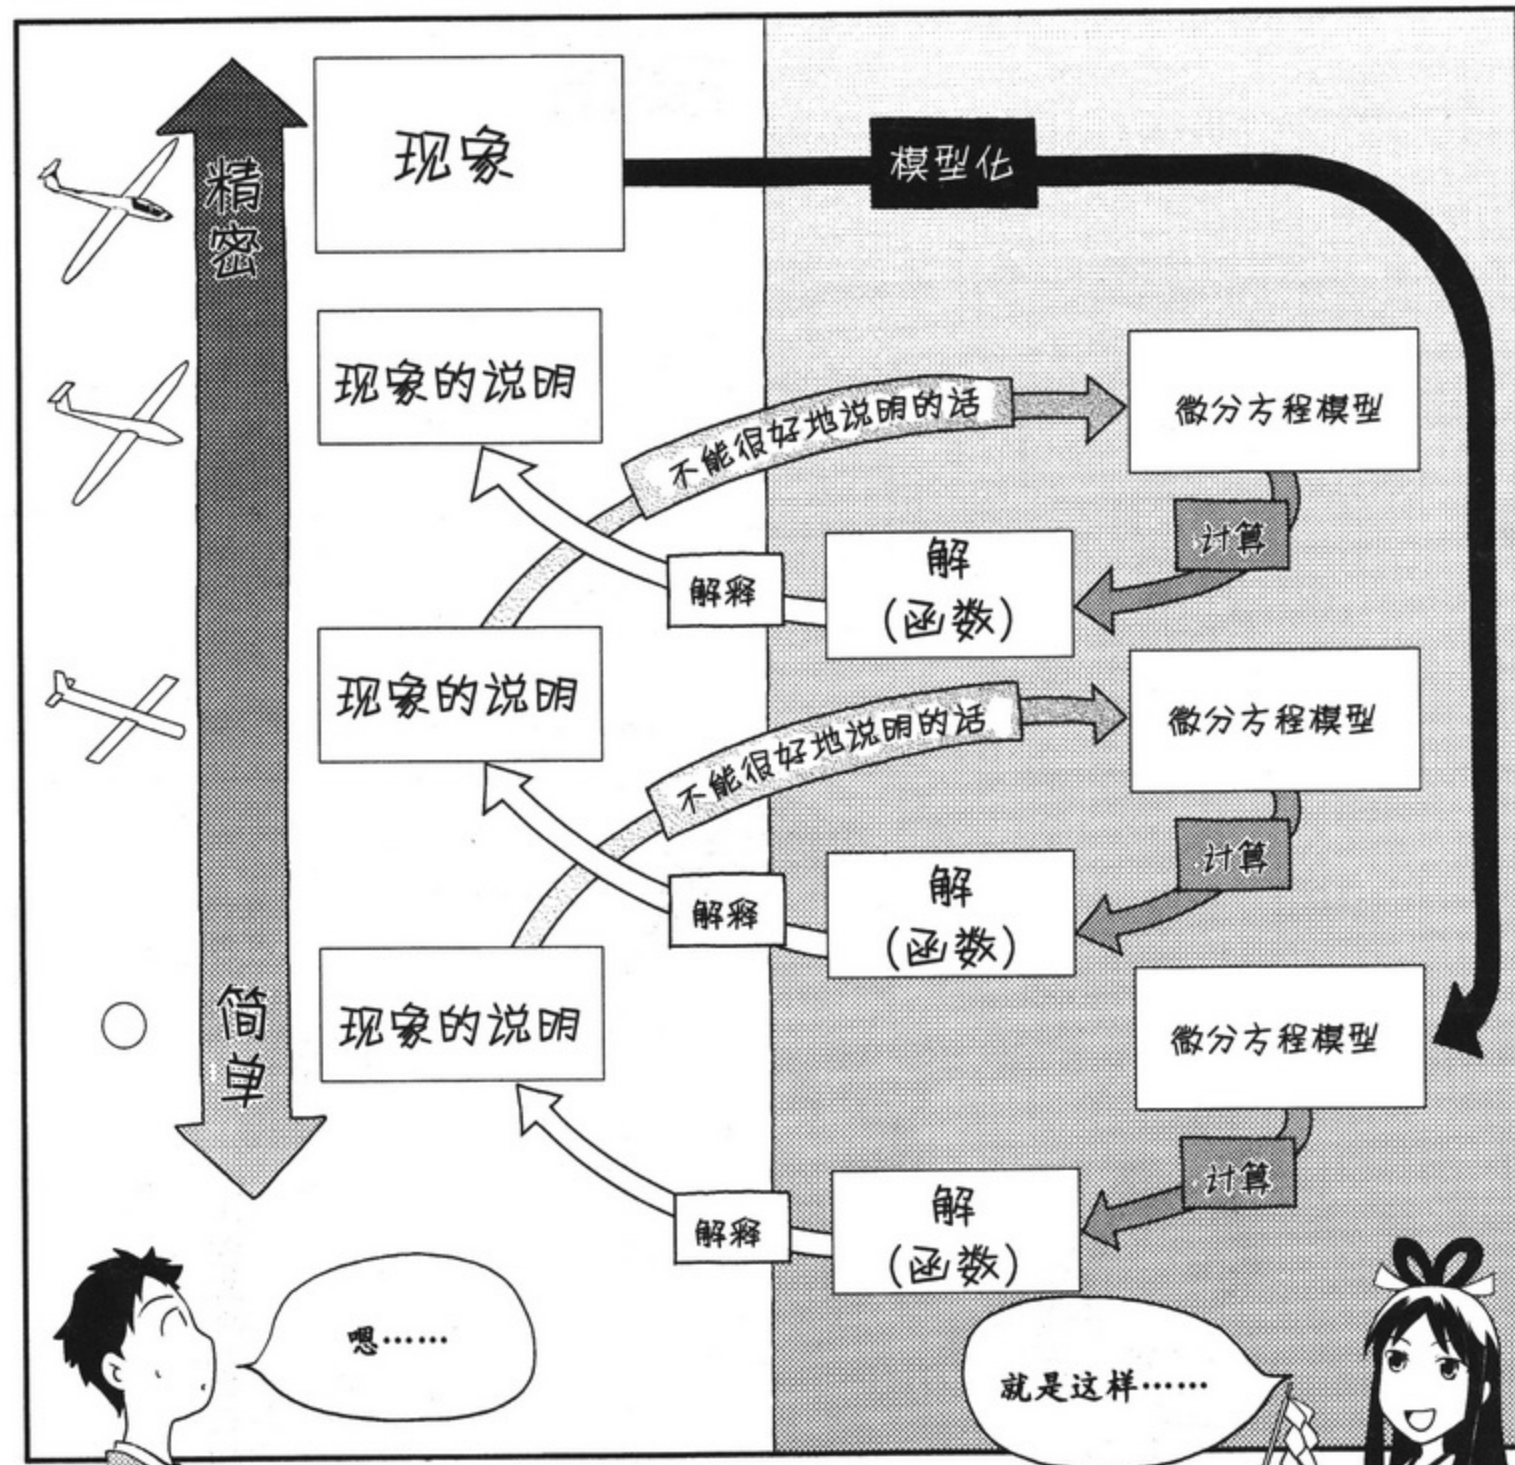 精密
现象
模型化
现象的说明
不能很好地说明的话
微分方程模型
计算
解
(函数)
解释
现象的说明
不能很好地说明的话
微分方程模型
计算
解
(函数)
解释
简单
现象的说明
微分方程模型
计算
解
(函数)
解释
嗯……
就是这样……